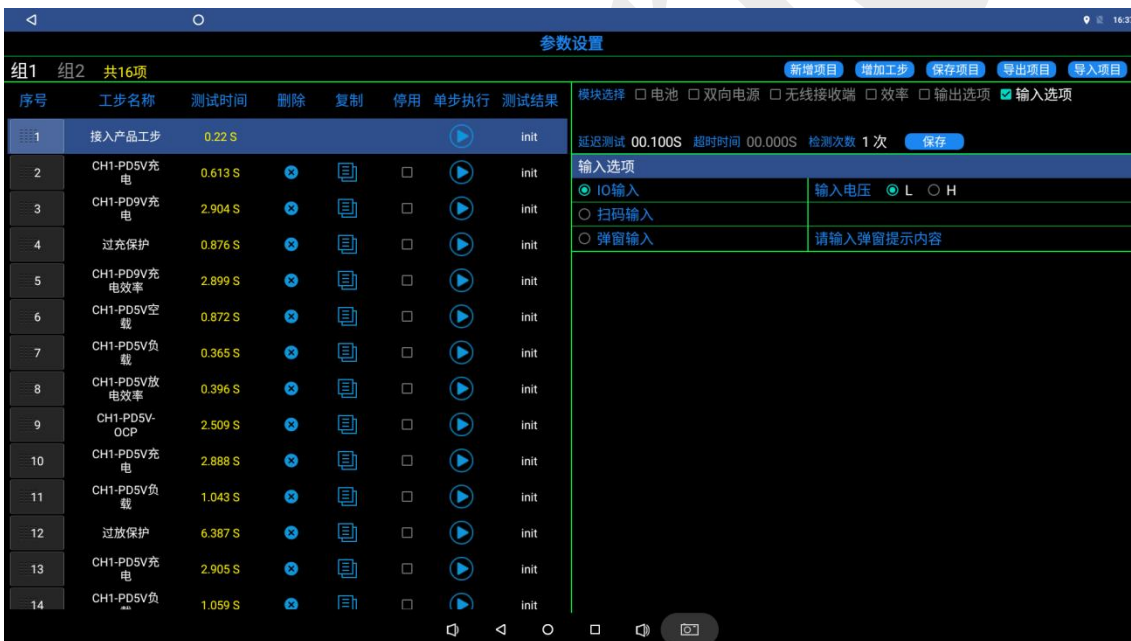 16:37
参数设置
组1 组2 共16项 新增项目 增加工步 保存项目 导出项目 导入项目
序号 工步名称 测试时间 删除 复制 停用 单步执行 测试结果
模块选择 电池 双向电源 无线接收端 效率 输出选项 输入选项
延迟测试 00.100S 超时时间 00.000S 检测次数 1 次 保存
输入选项
IO输入 输入电压 L H
扫码输入
弹窗输入 请输入弹窗提示内容
1 接入产品工步 0.22 S init
2 CH1-PD5V充
电 0.613 S init
3 CH1-PD9V充
电 2.904 S init
4 过充保护 0.876 S init
5 CH1-PD9V充
电效率 2.899 S init
6 CH1-PD5V空
载 0.872 S init
7 CH1-PD5V负
载 0.365 S init
8 CH1-PD5V放
电效率 0.396 S init
9 CH1-PD5V-
OCP 2.509 S init
10 CH1-PD5V充
电 2.888 S init
11 CH1-PD5V负
载 1.043 S init
12 过放保护 6.387 S init
13 CH1-PD5V充
电 2.905 S init
14 CH1-PD5V负
1.059 S init